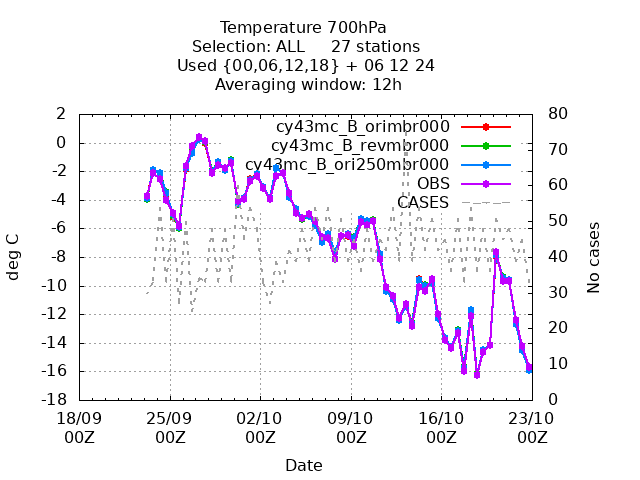 Temperature 700hPa
Selection: ALL 27 stations
Used {00,06,12,18} + 06 12 24
Averaging window: 12h
cy43mc_B_orimbr000
cy43mc_B_revmbr000
cy43mc_B_ori250mbr000
OBS
CASES
2
0
-2
-4
-6
-8
-10
-12
-14
-16
-18
deg C
80
70
60
50
40
30
20
10
0
No cases
18/09 25/09 02/10 09/10 16/10 23/10
00Z 00Z 00Z 00Z 00Z 00Z
Date